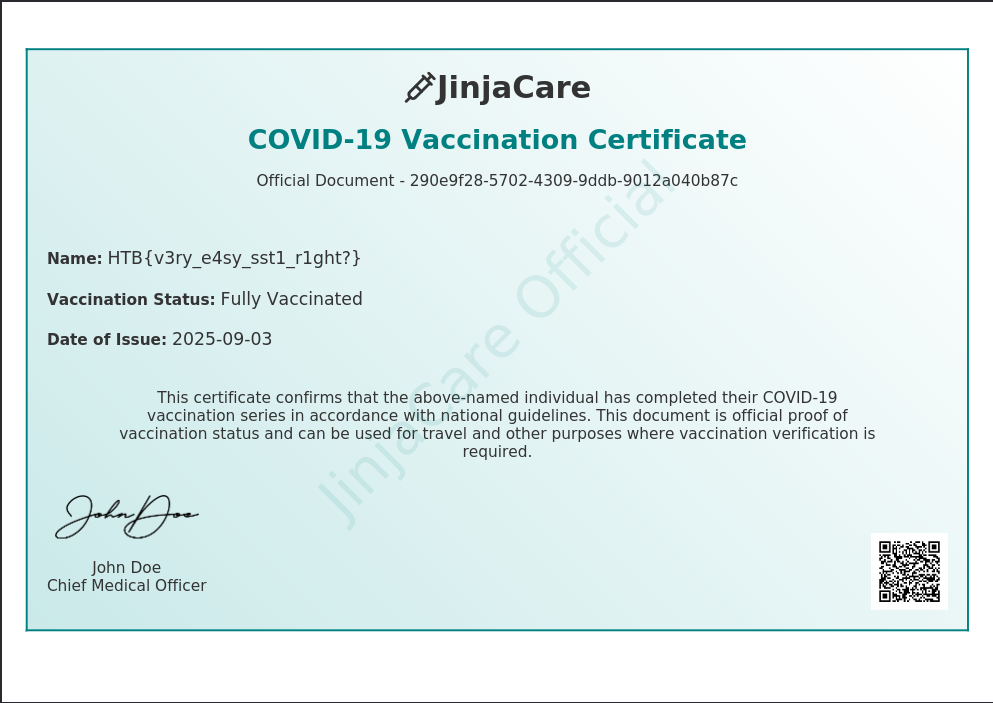 JinjaCare
COVID-19 Vaccination Certificate
Official Document - 290e9f28-5702-4309-9ddb-9012a040b87c
Name: HTB{v3ry_e4sy_sst1_r1ght?}
Vaccination Status: Fully Vaccinated
Date of Issue: 2025-09-03
This certificate confirms that the above-named individual has completed their COVID-19
vaccination series in accordance with national guidelines. This document is official proof of
vaccination status and can be used for travel and other purposes where vaccination verification is
required.
JinjaCare Official
John Doe
John Doe
Chief Medical Officer